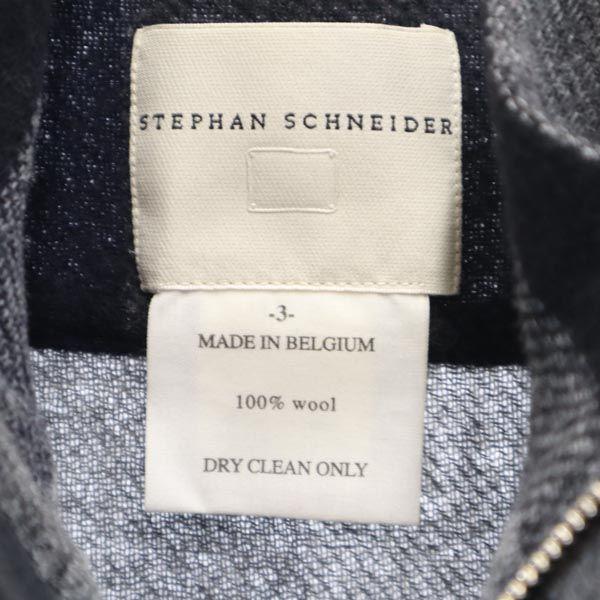 STEPHAN SCHNEIDER
-3-
MADE IN BELGIUM
100% wool
DRY CLEAN ONLY